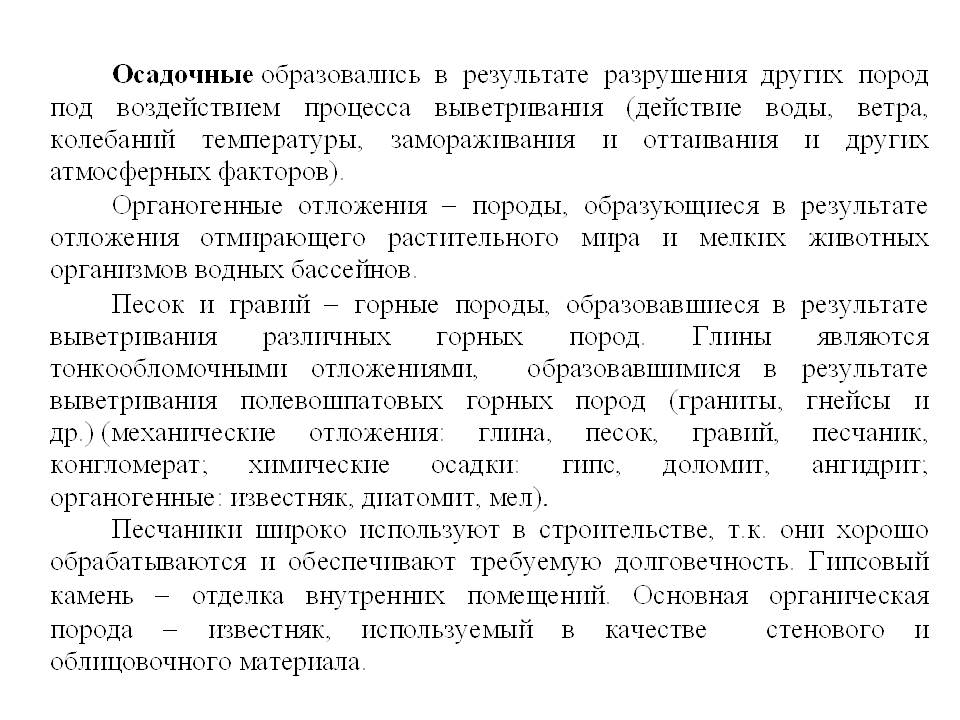 Осадочные образовались в результате разрушения других пород
под воздействием процесса выветривания (действие воды, ветра,
колебаний температуры, замораживания и оттаивания и других
атмосферных факторов).
Органогенные отложения – породы, образующиеся в результате
отложения отмирающего растительного мира и мелких животных
организмов водных бассейнов.
Песок и гравий – горные породы, образовавшиеся в результате
выветривания различных горных пород. Глины являются
тонкообломочными отложениями, образовавшимися в результате
выветривания полевошпатовых горных пород (граниты, гнейсы и
др.) (механические отложения: глина, песок, гравий, песчаник,
конгломерат; химические осадки: гипс, доломит, ангидрит;
органогенные: известняк, диатомит, мел).
Песчаники широко используют в строительстве, т.к. они хорошо
обрабатываются и обеспечивают требуемую долговечность. Гипсовый
камень – отделка внутренних помещений. Основная органическая
порода – известняк, используемый в качестве стенового и
облицовочного материала.